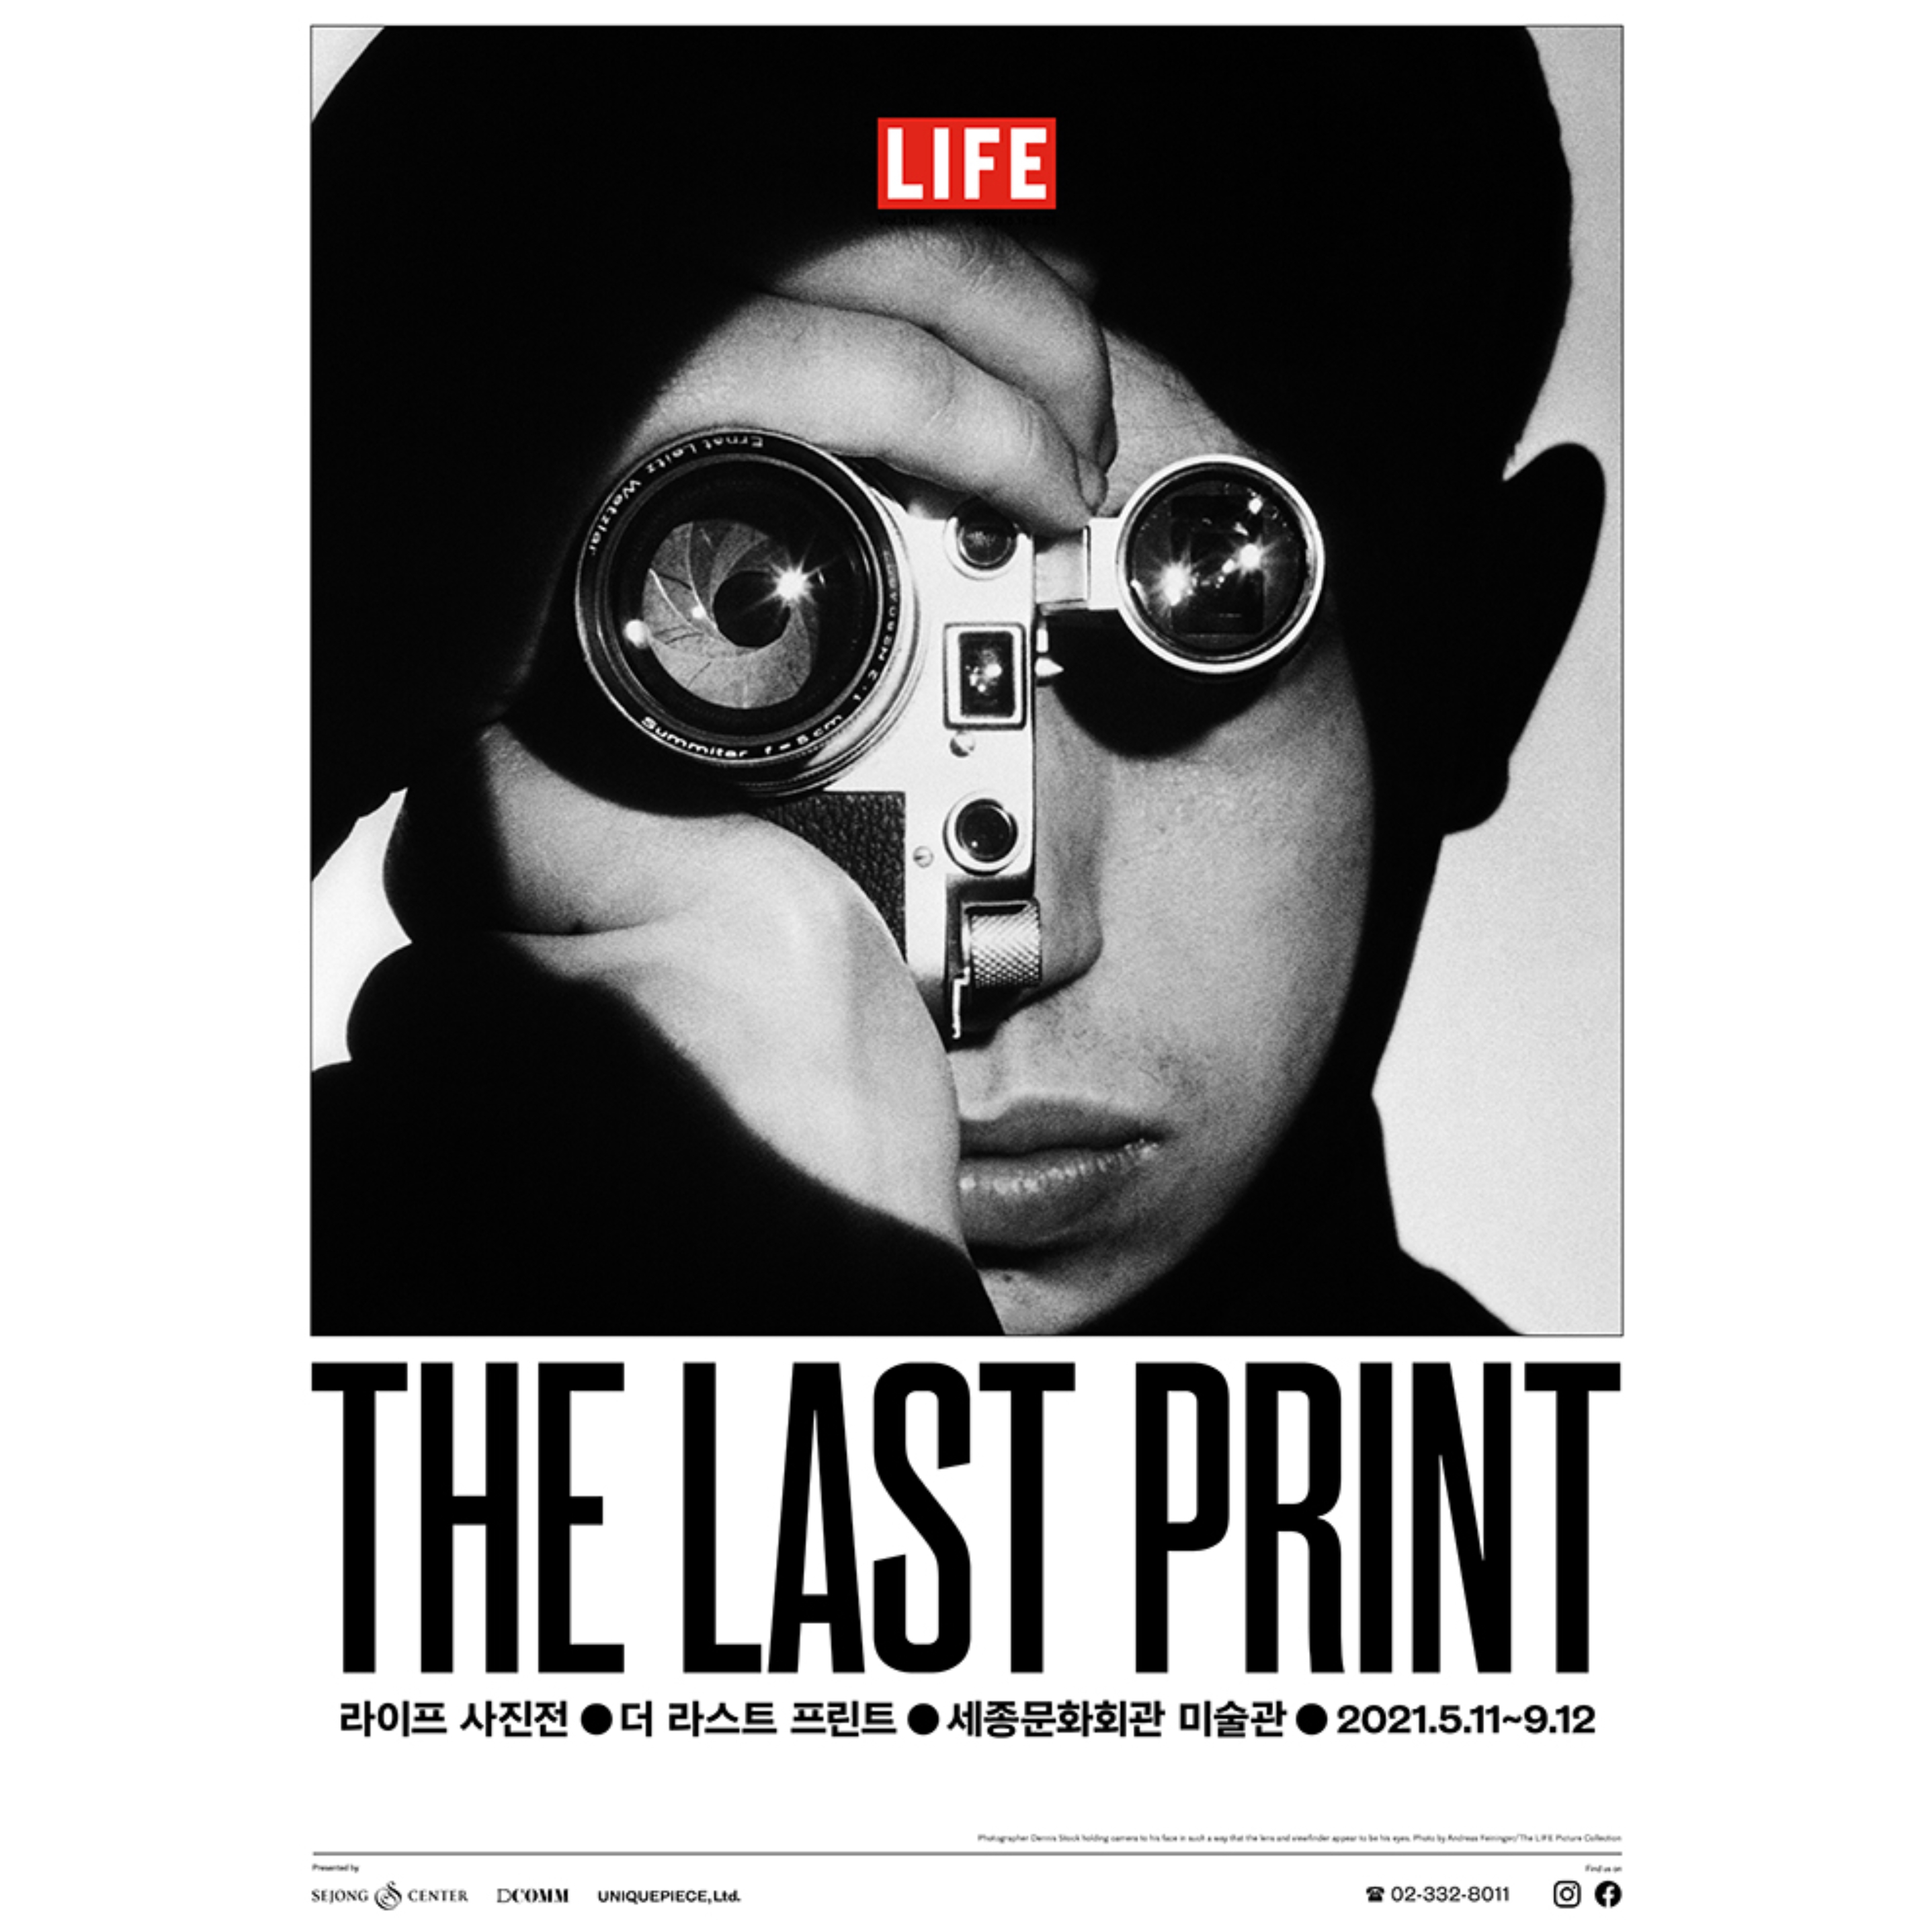 LIFE
Ernst Leitz Wetzlar
Summitar f=5cm 1:2
THE LAST PRINT
라이프 사진전 ● 더 라스트 프린트 ● 세종문화회관 미술관 ● 2021.5.11~9.12
Photographer Dennis Stock holding camera to his face in such a way that the lens and viewfinder appear to be his eyes. Photo by Andreas Feininger/The LIFE Picture Collection
Presented by
Find us on
SEJONG CENTER DCOMM UNIQUEPIECE,Ltd.
☎ 02-332-8011